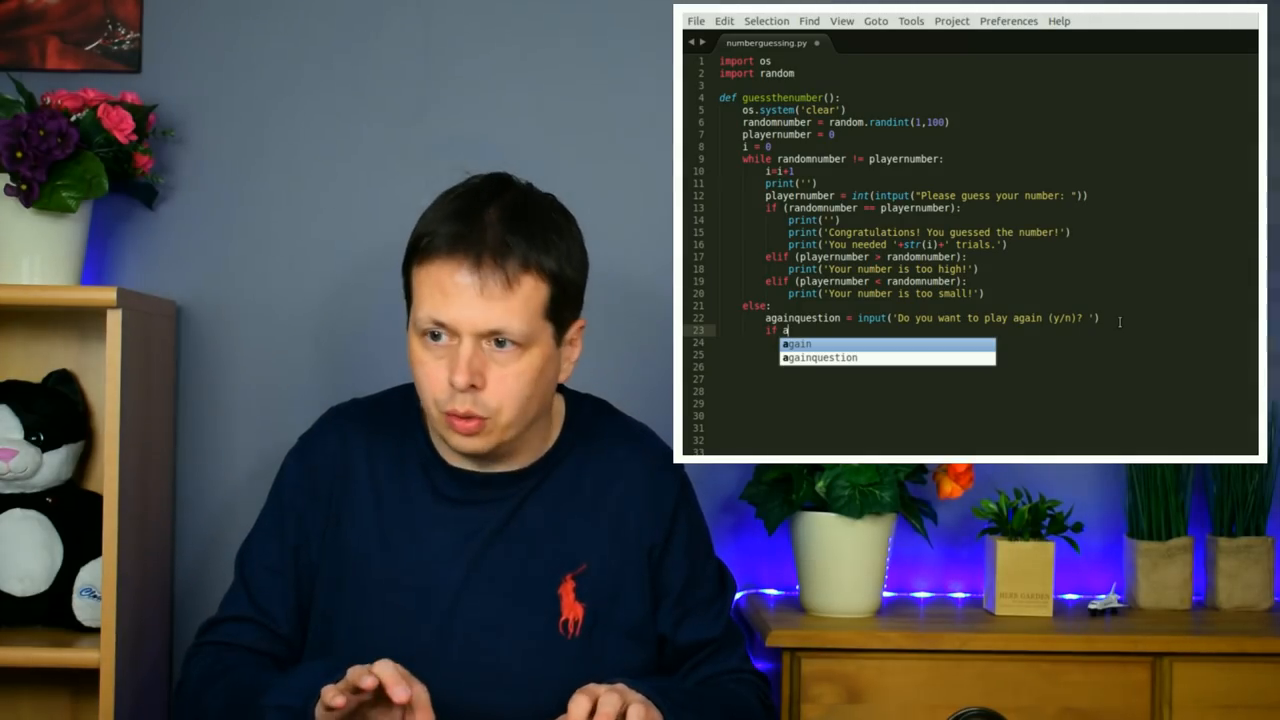 File Edit Selection Find View Goto Tools Project Preferences Help
numberguessing.py
1 import os
2 import random
3
4 def guessthenumber():
5 os.system('clear')
6 randomnumber = random.randint(1,100)
7 playernumber = 0
8 i = 0
9 while randomnumber != playernumber:
10 i=i+1
11 print('')
12 playernumber = int(intput("Please guess your number: "))
13 if (randomnumber == playernumber):
14 print('')
15 print('Congratulations! You guessed the number!')
16 print('You needed '+str(i)+' trials.')
17 elif (playernumber > randomnumber):
18 print('Your number is too high!')
19 elif (playernumber < randomnumber):
20 print('Your number is too small!')
21 else:
22 againquestion = input('Do you want to play again (y/n)? ')
23 if a
24 again
25 againquestion
26
27
28
29
30
31
32
33
HERB GARDEN